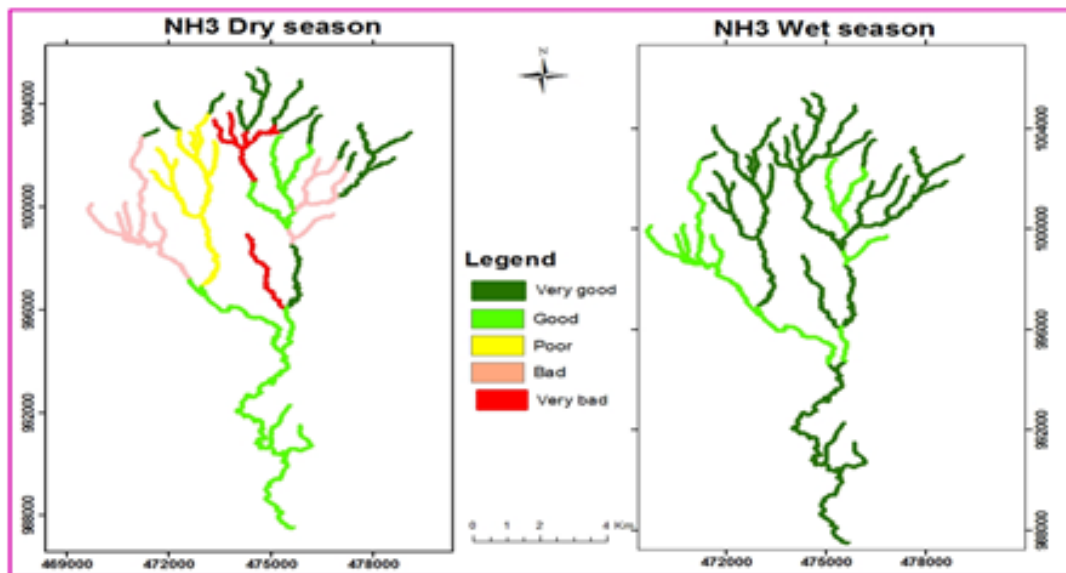 NH3 Dry season
NH3 Wet season
N
1004000
1000000
996000
992000
988000
469000
472000
475000
478000
Legend
Very good
Good
Poor
Bad
Very bad
0 1 2 4 Km
1004000
1000000
996000
992000
988000
472000
475000
478000